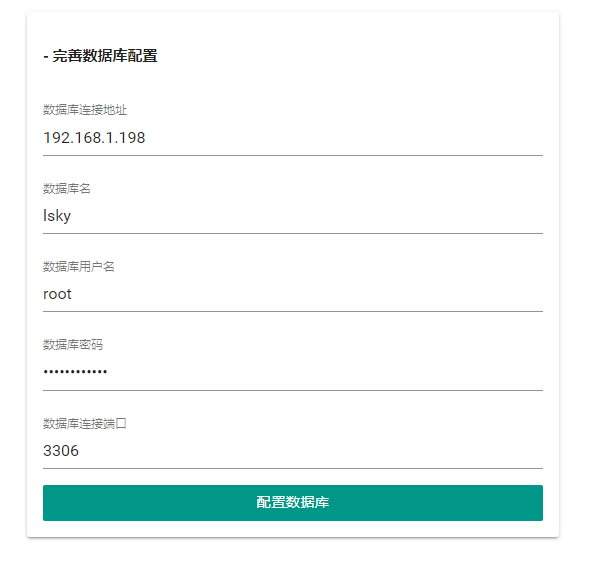 - 完善数据库配置
数据库连接地址
192.168.1.198
数据库名
lsky
数据库用户名
root
数据库密码
••••••••••••
数据库连接端口
3306
配置数据库